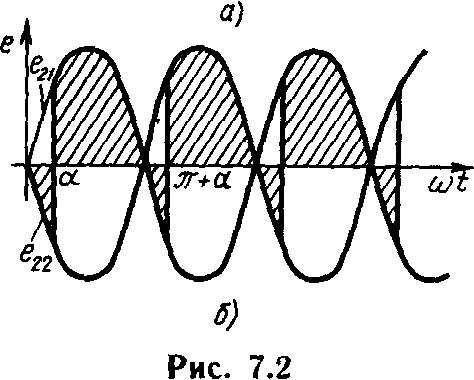 а)
e
e₂₁
α
π+α
ωt
e₂₂
б)
Рис. 7.2